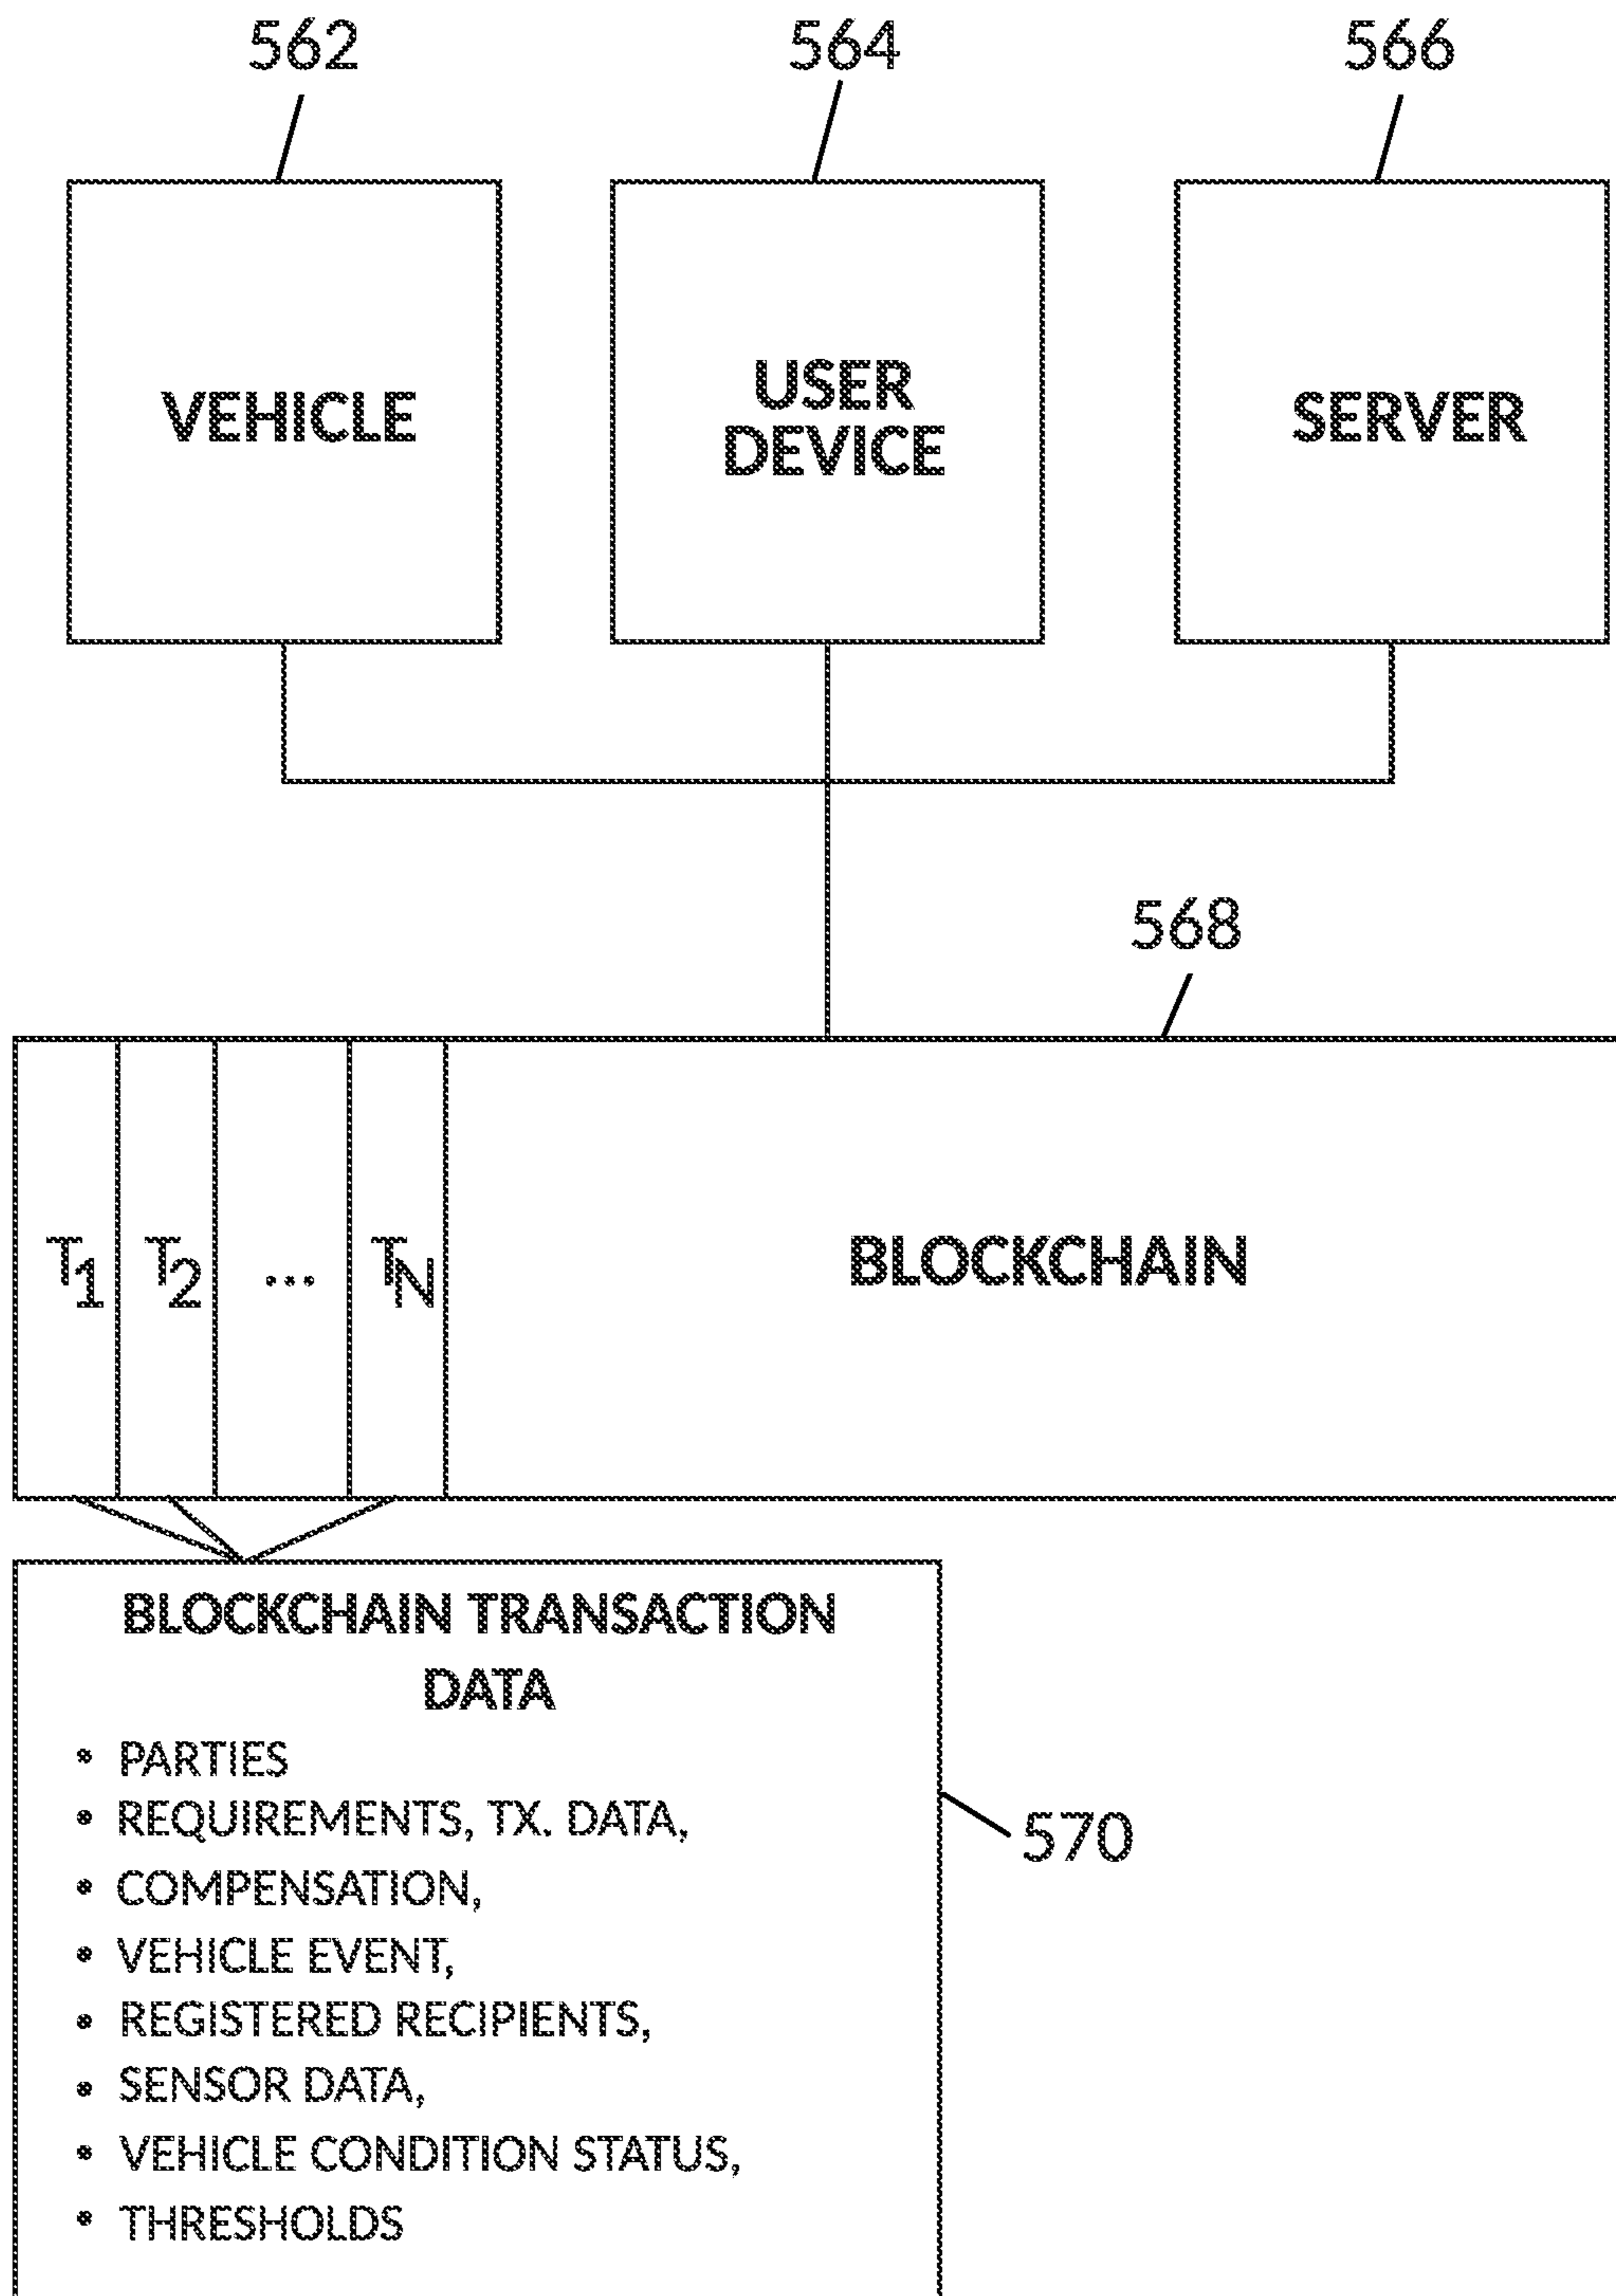 562 564 566
VEHICLE
USER
DEVICE
SERVER
568
T1 T2 ... TN
BLOCKCHAIN
BLOCKCHAIN TRANSACTION
DATA
• PARTIES
• REQUIREMENTS, TX. DATA,
• COMPENSATION,
• VEHICLE EVENT,
• REGISTERED RECIPIENTS,
• SENSOR DATA,
• VEHICLE CONDITION STATUS,
• THRESHOLDS
570